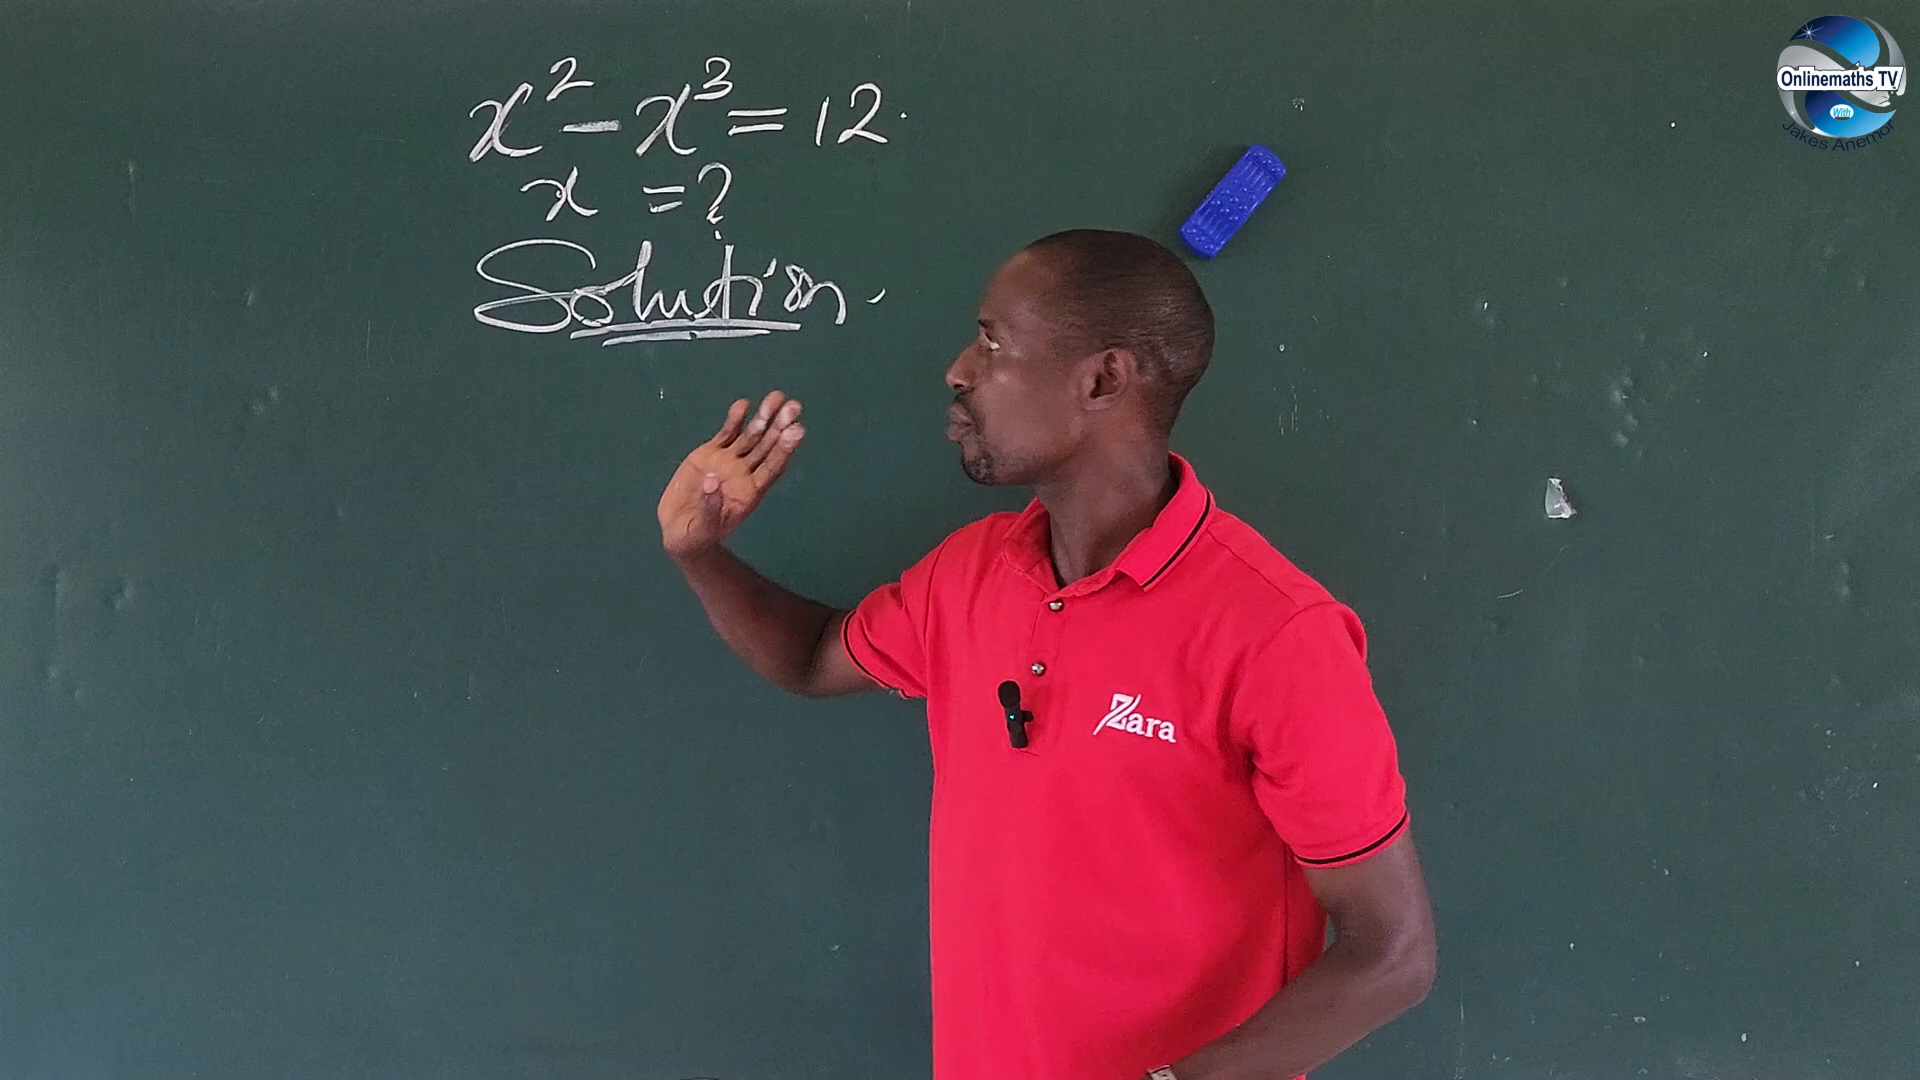 x² - x³ = 12.
x = ?
Solution.
Onlinemaths TV
With
Jakes Anemor
Zara